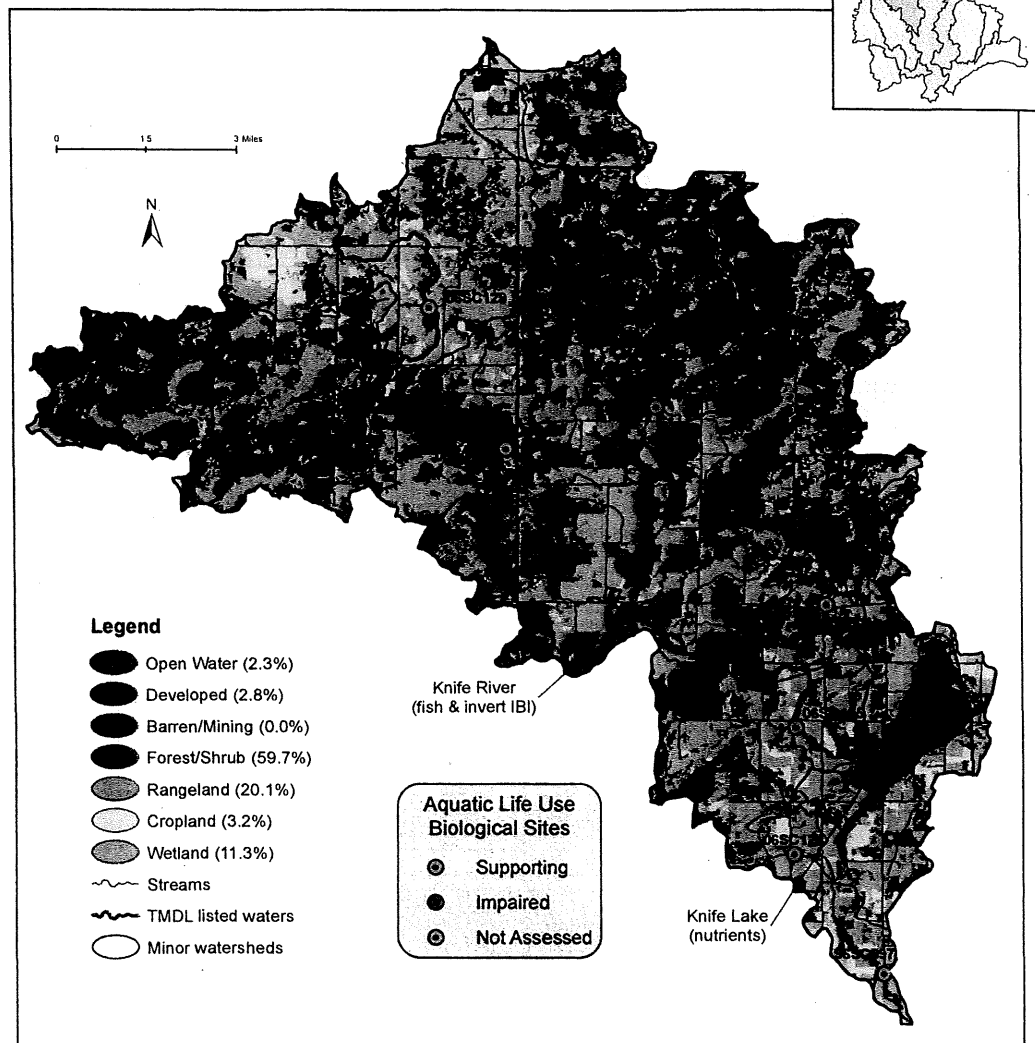 0 1.5 3 Miles
N
Legend
Open Water (2.3%)
Developed (2.8%)
Barren/Mining (0.0%)
Forest/Shrub (59.7%)
Rangeland (20.1%)
Cropland (3.2%)
Wetland (11.3%)
Streams
TMDL listed waters
Minor watersheds
Knife River
(fish & invert IBI)
Aquatic Life Use
Biological Sites
Supporting
Impaired
Not Assessed
Knife Lake
(nutrients)